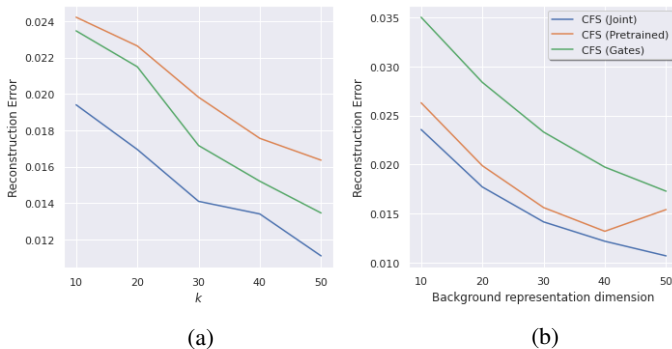 0.024
0.022
0.020
0.018
0.016
0.014
0.012
Reconstruction Error
10 20 30 40 50
k
(a)
0.035
0.030
0.025
0.020
0.015
0.010
Reconstruction Error
CFS (Joint)
CFS (Pretrained)
CFS (Gates)
10 20 30 40 50
Background representation dimension
(b)